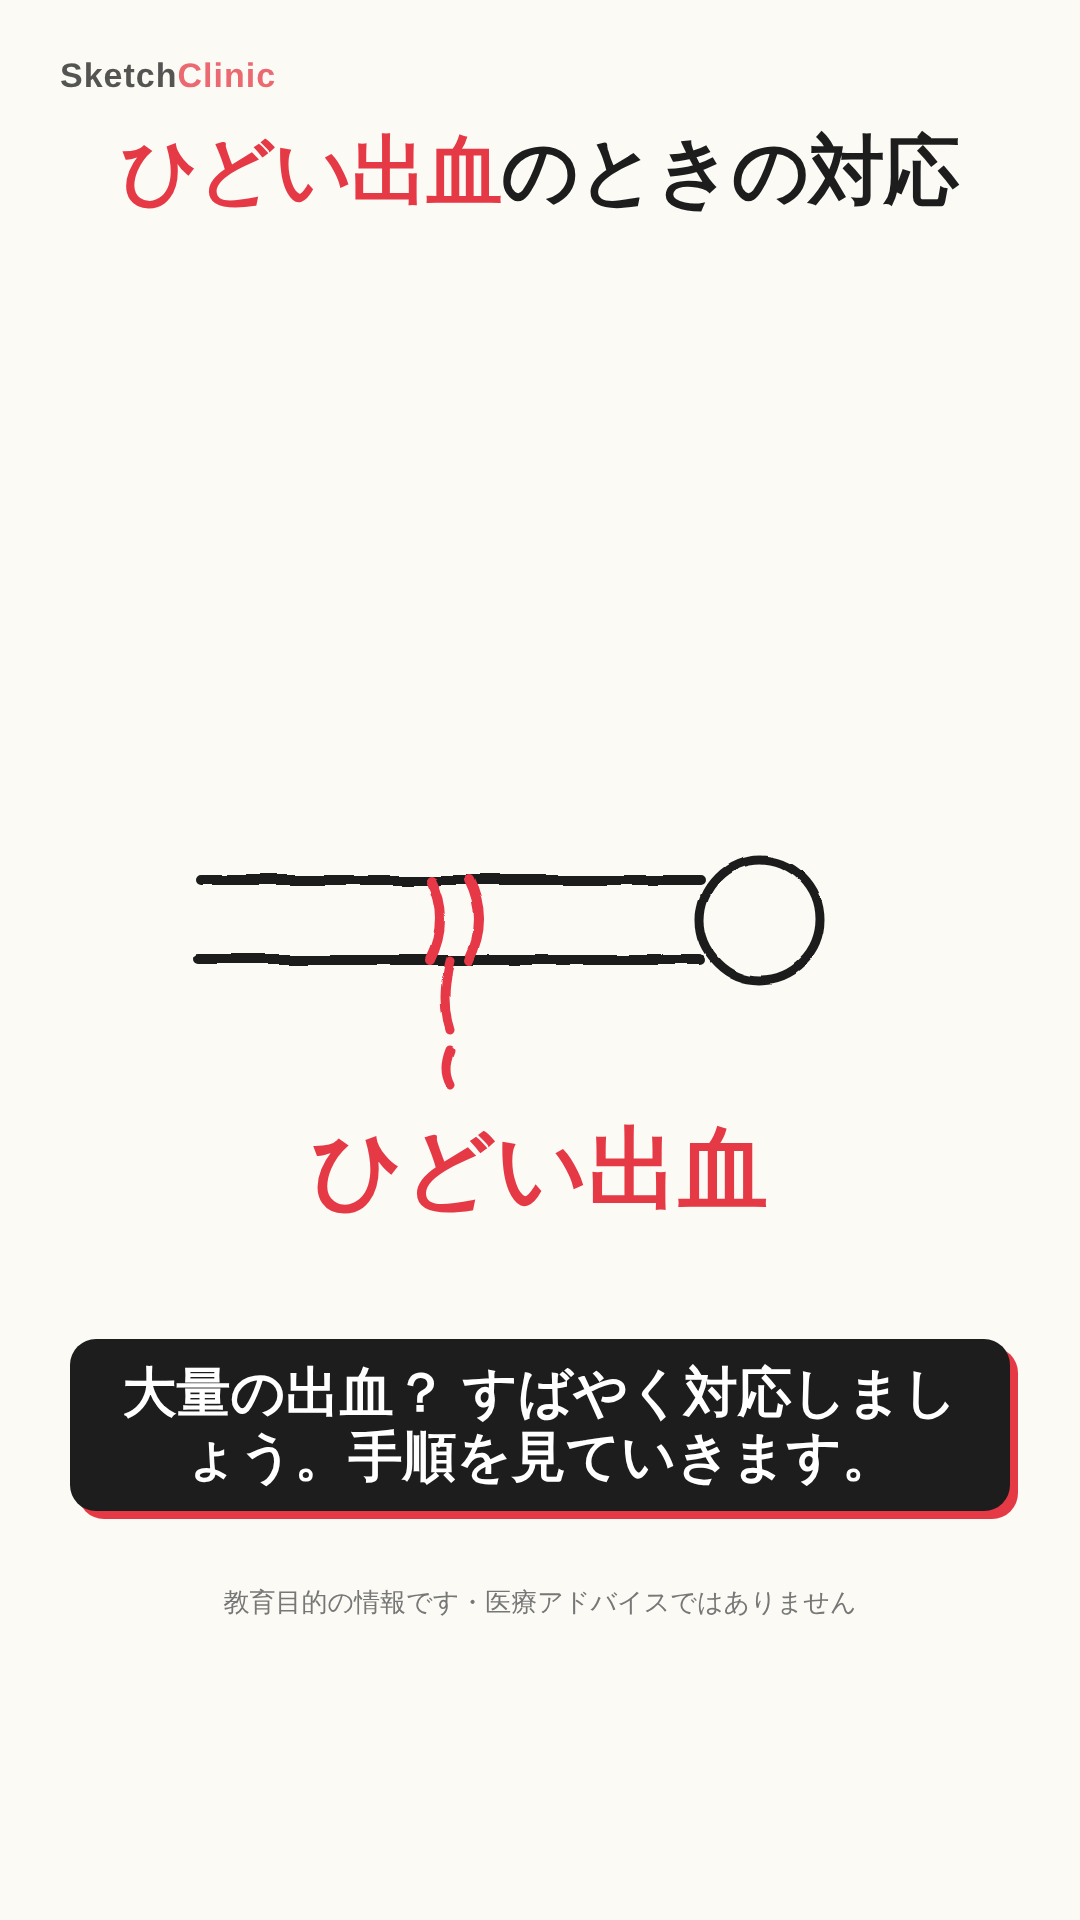 SketchClinic
ひどい出血のときの対応
ひどい出血
大量の出血？ すばやく対応しまし
ょう。手順を見ていきます。
教育目的の情報です・医療アドバイスではありません